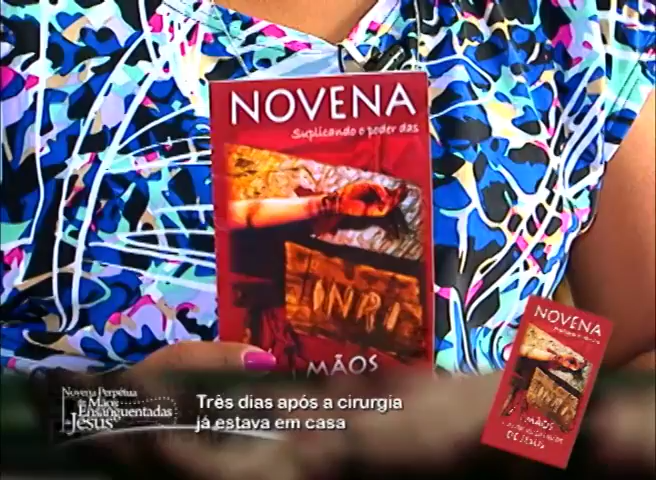 NOVENA
Suplicando o poder das
INRI
MÃOS
Novena Perpétua
Mãos
Ensanguentadas
Jesus
Três dias após a cirurgia
já estava em casa
NOVENA
INRI
MÃOS
DE JESUS